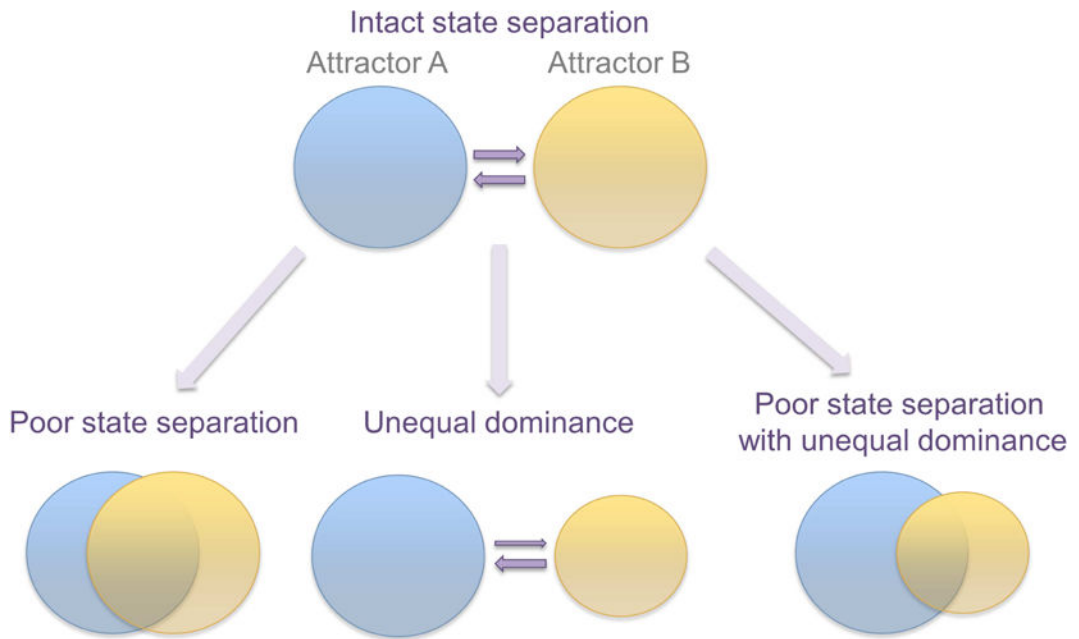 Intact state separation
Attractor A
Attractor B
Poor state separation
Unequal dominance
Poor state separation
with unequal dominance